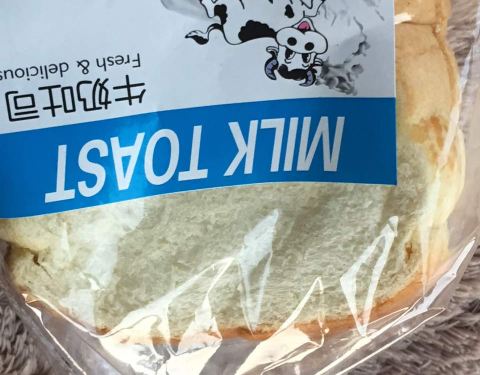 MILK TOAST
牛奶吐司
Fresh & delicious